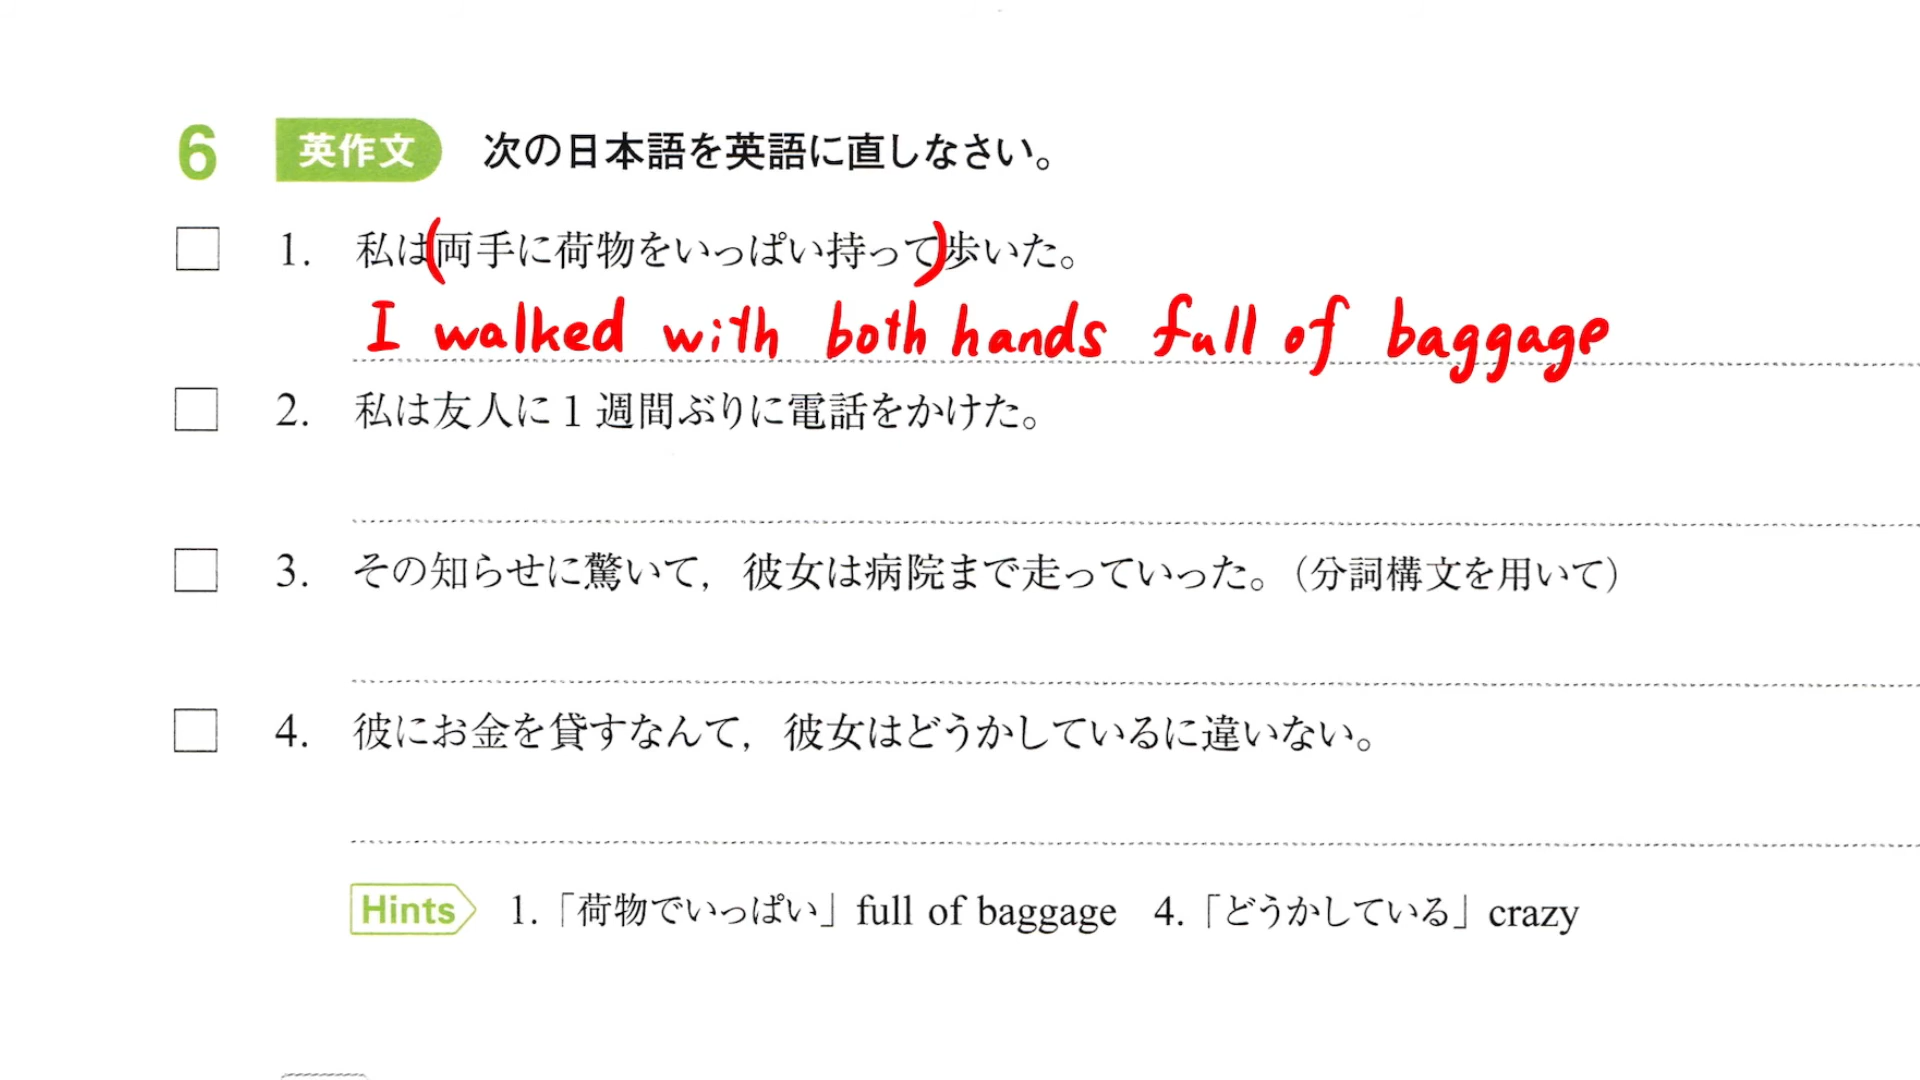 6 英作文 次の日本語を英語に直しなさい。
1. 私は(両手に荷物をいっぱい持って)歩いた。
I walked with both hands full of baggage
2. 私は友人に1週間ぶりに電話をかけた。
3. その知らせに驚いて，彼女は病院まで走っていった。（分詞構文を用いて）
4. 彼にお金を貸すなんて，彼女はどうかしているに違いない。
Hints 1.「荷物でいっぱい」full of baggage 4.「どうかしている」crazy